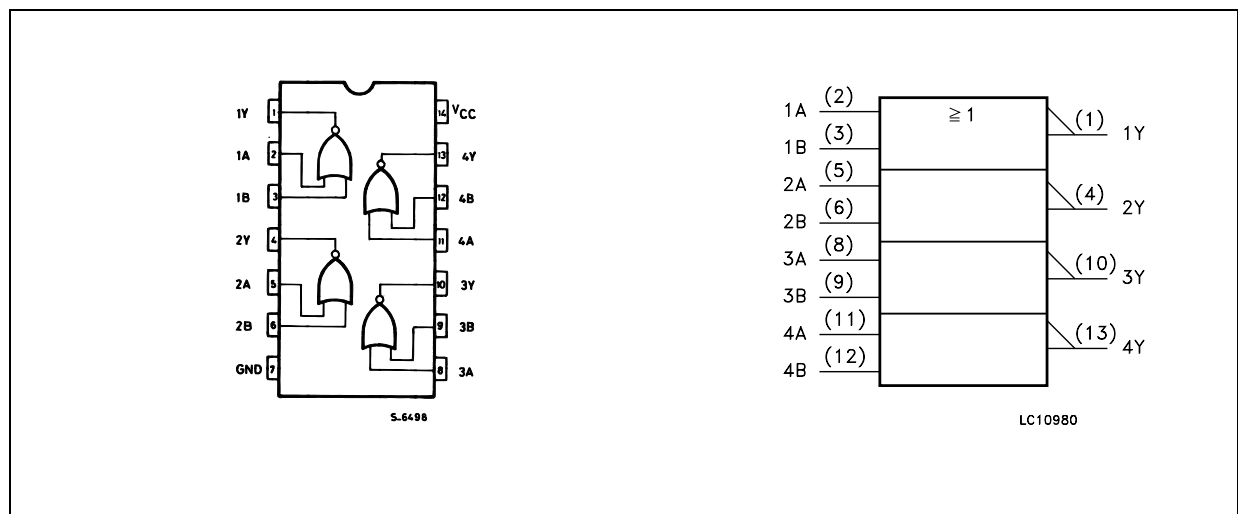 1Y 1 14 VCC
1A 2 13 4Y
1B 3 12 4B
2Y 4 11 4A
2A 5 10 3Y
2B 6 9 3B
GND 7 8 3A
S-6498
≧1
1A (2)
1B (3)
2A (5)
2B (6)
3A (8)
3B (9)
4A (11)
4B (12)
(1) 1Y
(4) 2Y
(10) 3Y
(13) 4Y
LC10980